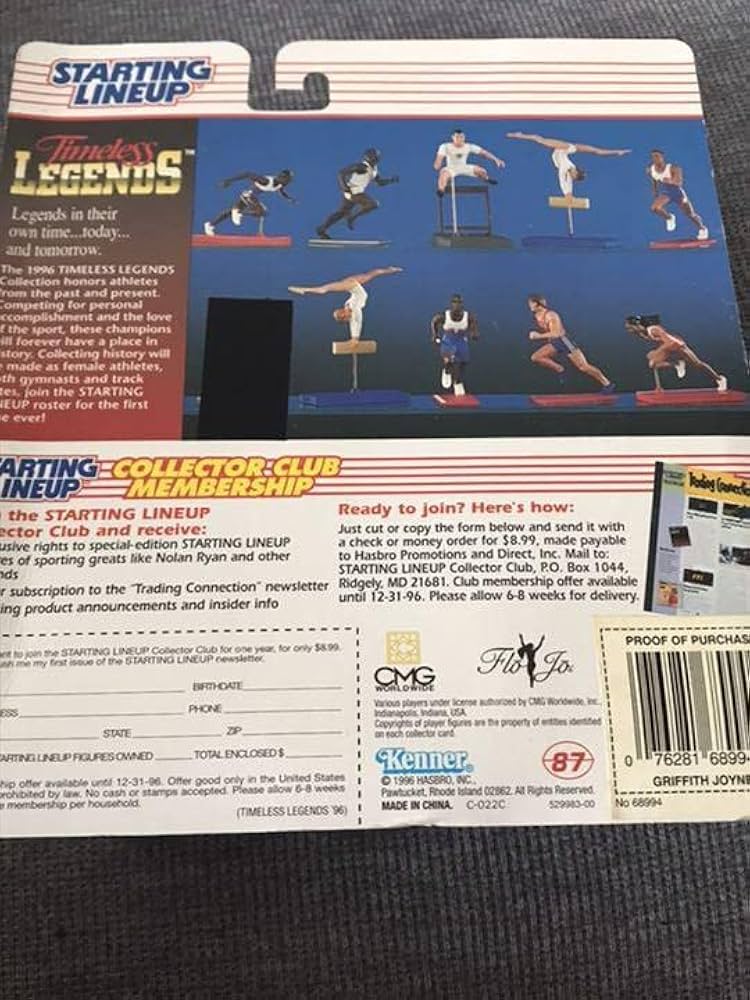 STARTING
LINEUP
Timeless
LEGENDS™
Legends in their
own time...today...
and tomorrow.
The 1996 TIMELESS LEGENDS
Collection honors athletes
from the past and present.
Competing for personal
accomplishment and the love
of the sport, these champions
will forever have a place in
history. Collecting history will
made as female athletes,
both gymnasts and track
join the STARTING
LINEUP roster for the first
ever!
STARTING
LINEUP
COLLECTOR CLUB
MEMBERSHIP
the STARTING LINEUP
Collector Club and receive:
exclusive rights to special-edition STARTING LINEUP
of sporting greats like Nolan Ryan and other
subscription to the "Trading Connection" newsletter
product announcements and insider info
Ready to join? Here's how:
Just cut or copy the form below and send it with
a check or money order for $8.99, made payable
to Hasbro Promotions and Direct, Inc. Mail to:
STARTING LINEUP Collector Club, P.O. Box 1044,
Ridgely, MD 21681. Club membership offer available
until 12-31-96. Please allow 6-8 weeks for delivery.
Trading Connection
to join the STARTING LINEUP Collector Club for one year, for only $8.99.
me my first issue of the STARTING LINEUP newsletter.
BIRTHDATE
PHONE
STATE ZIP
STARTING LINEUP FIGURES OWNED TOTAL ENCLOSED $
offer available until 12-31-96. Offer good only in the United States
prohibited by law. No cash or stamps accepted. Please allow 6-8 weeks
membership per household.
(TIMELESS LEGENDS '96)
CMG
WORLDWIDE
Flo Jo
Various players under license authorized by CMG Worldwide, Inc.,
Indianapolis, Indiana, USA.
Copyrights of player figures are the property of entities identified
on each collector card.
Kenner
87
© 1996 HASBRO, INC.,
Pawtucket, Rhode Island 02862. All Rights Reserved.
MADE IN CHINA. C-022C 529983-00
PROOF OF PURCHAS
0 76281 6899
GRIFFITH JOYNE
No 68994